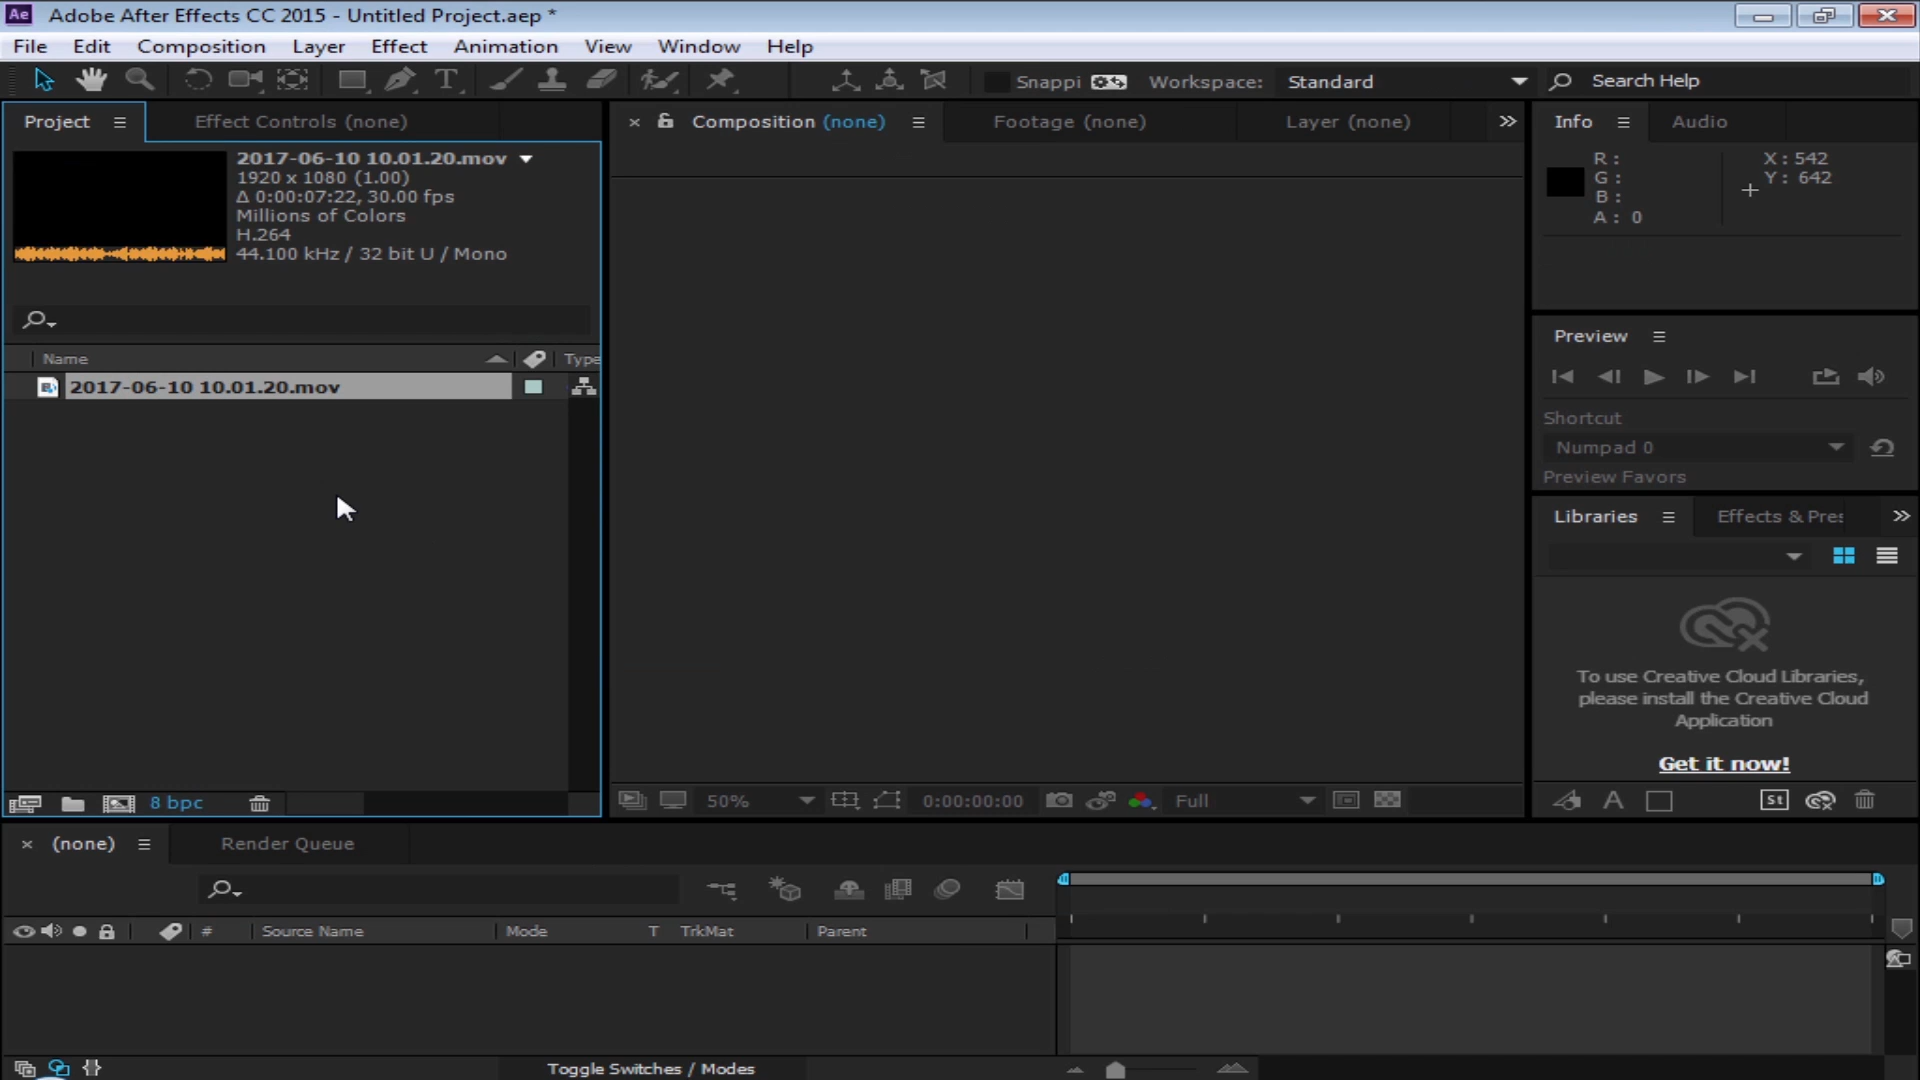 Ae Adobe After Effects CC 2015 - Untitled Project.aep *
File Edit Composition Layer Effect Animation View Window Help
T Snappi Workspace: Standard Search Help
Project Effect Controls (none)
Composition (none) Footage (none) Layer (none)
Info Audio
2017-06-10 10.01.20.mov
1920 x 1080 (1.00)
Δ 0:00:07:22, 30.00 fps
Millions of Colors
H.264
44.100 kHz / 32 bit U / Mono
R :
G :
B :
A : 0
X : 542
Y : 642
Preview
Shortcut
Numpad 0
Preview Favors
Name Type
2017-06-10 10.01.20.mov
Libraries Effects & Pres
To use Creative Cloud Libraries,
please install the Creative Cloud
Application
Get it now!
A St
8 bpc
50% 0:00:00:00 Full
(none) Render Queue
# Source Name Mode T TrkMat Parent
Toggle Switches / Modes